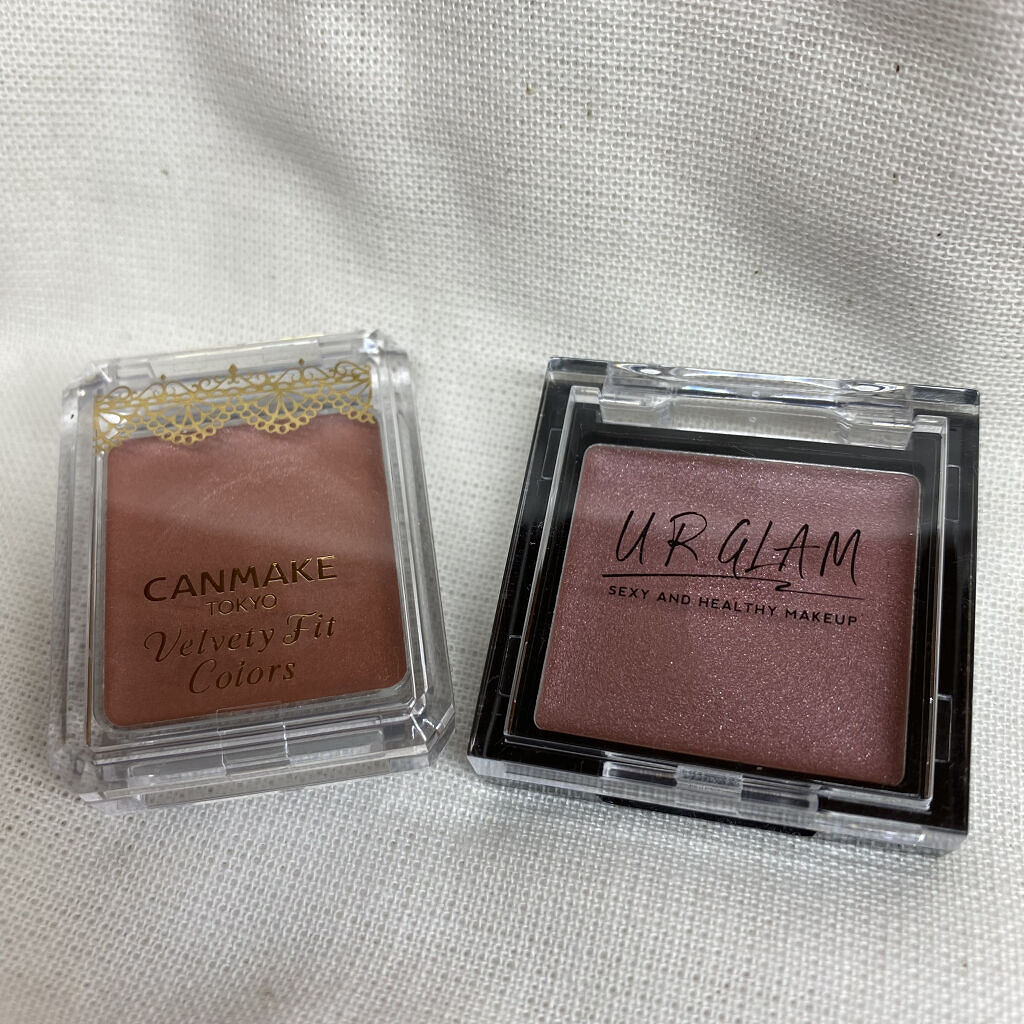 CANMAKE
TOKYO
Velvety Fit
Colors
UR GLAM
SEXY AND HEALTHY MAKEUP